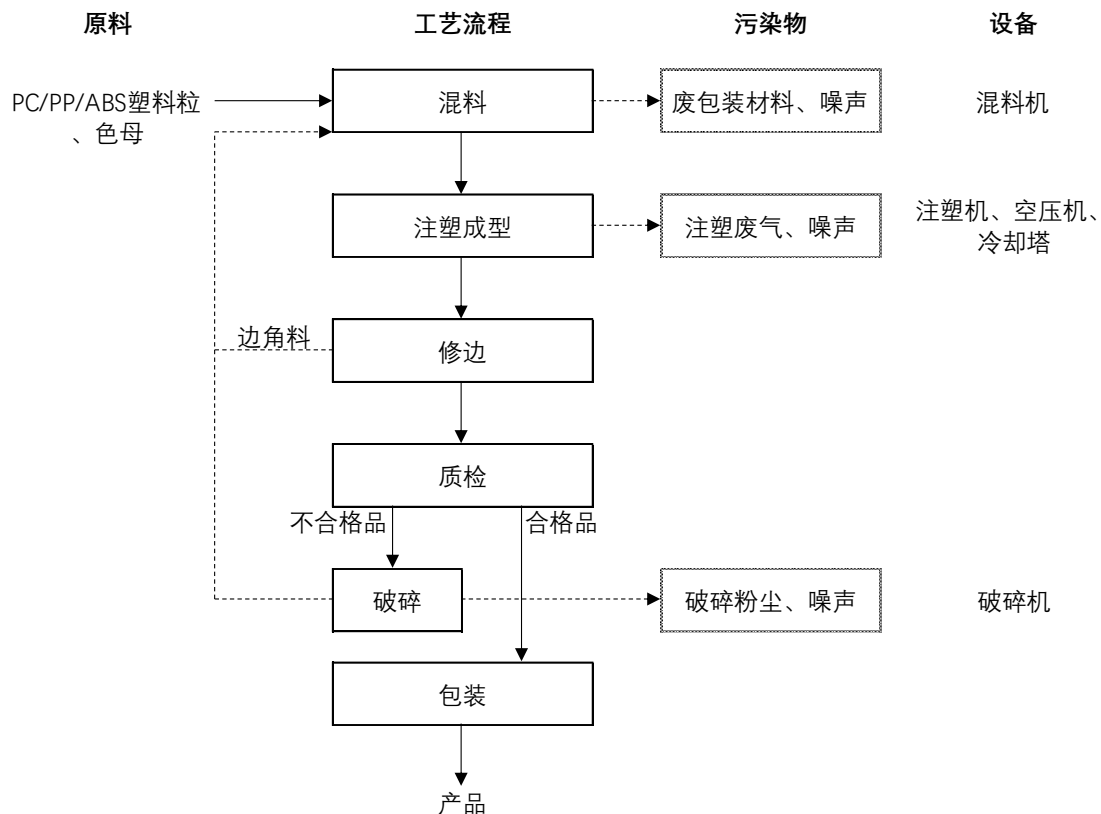 原料 工艺流程 污染物 设备
PC/PP/ABS塑料粒
、色母
混料
废包装材料、噪声
混料机
注塑成型
注塑废气、噪声
注塑机、空压机、
冷却塔
边角料
修边
质检
不合格品
合格品
破碎
破碎粉尘、噪声
破碎机
包装
产品